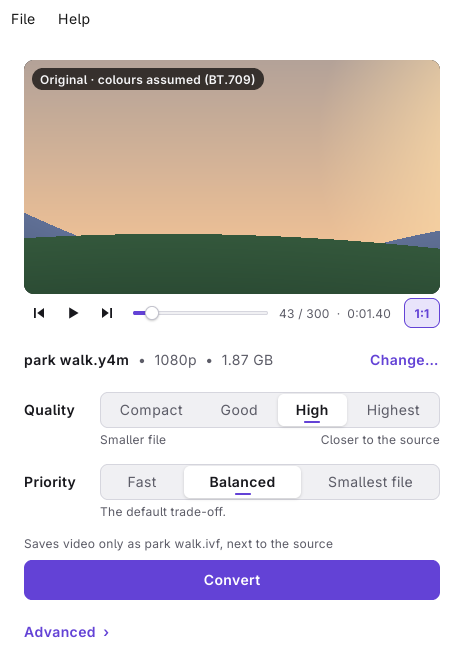 File Help
Original · colours assumed (BT.709)
43 / 300 · 0:01.40 1:1
park walk.y4m • 1080p • 1.87 GB Change...
Quality Compact Good High Highest
Smaller file Closer to the source
Priority Fast Balanced Smallest file
The default trade-off.
Saves video only as park walk.ivf, next to the source
Convert
Advanced ›